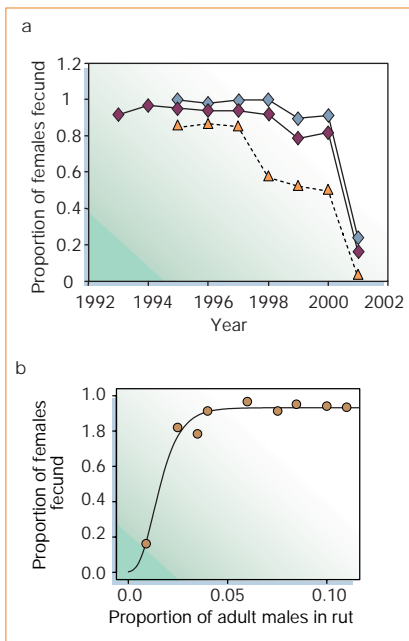 a
1.2
1
0.8
0.6
0.4
0.2
0
1992 1994 1996 1998 2000 2002
Proportion of females fecund
Year
b
1.0
1.8
0.6
0.4
0.2
0.0
0.0 0.05 0.10
Proportion of females
fecund
Proportion of adult males in rut